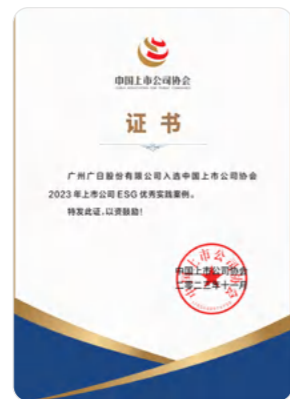 中国上市公司协会
证书
广州广日股份有限公司入选中国上市公司协会
2023年上市公司ESG优秀实践案例。
特发此证，以资鼓励！
中国上市公司协会
二〇二三年十一月